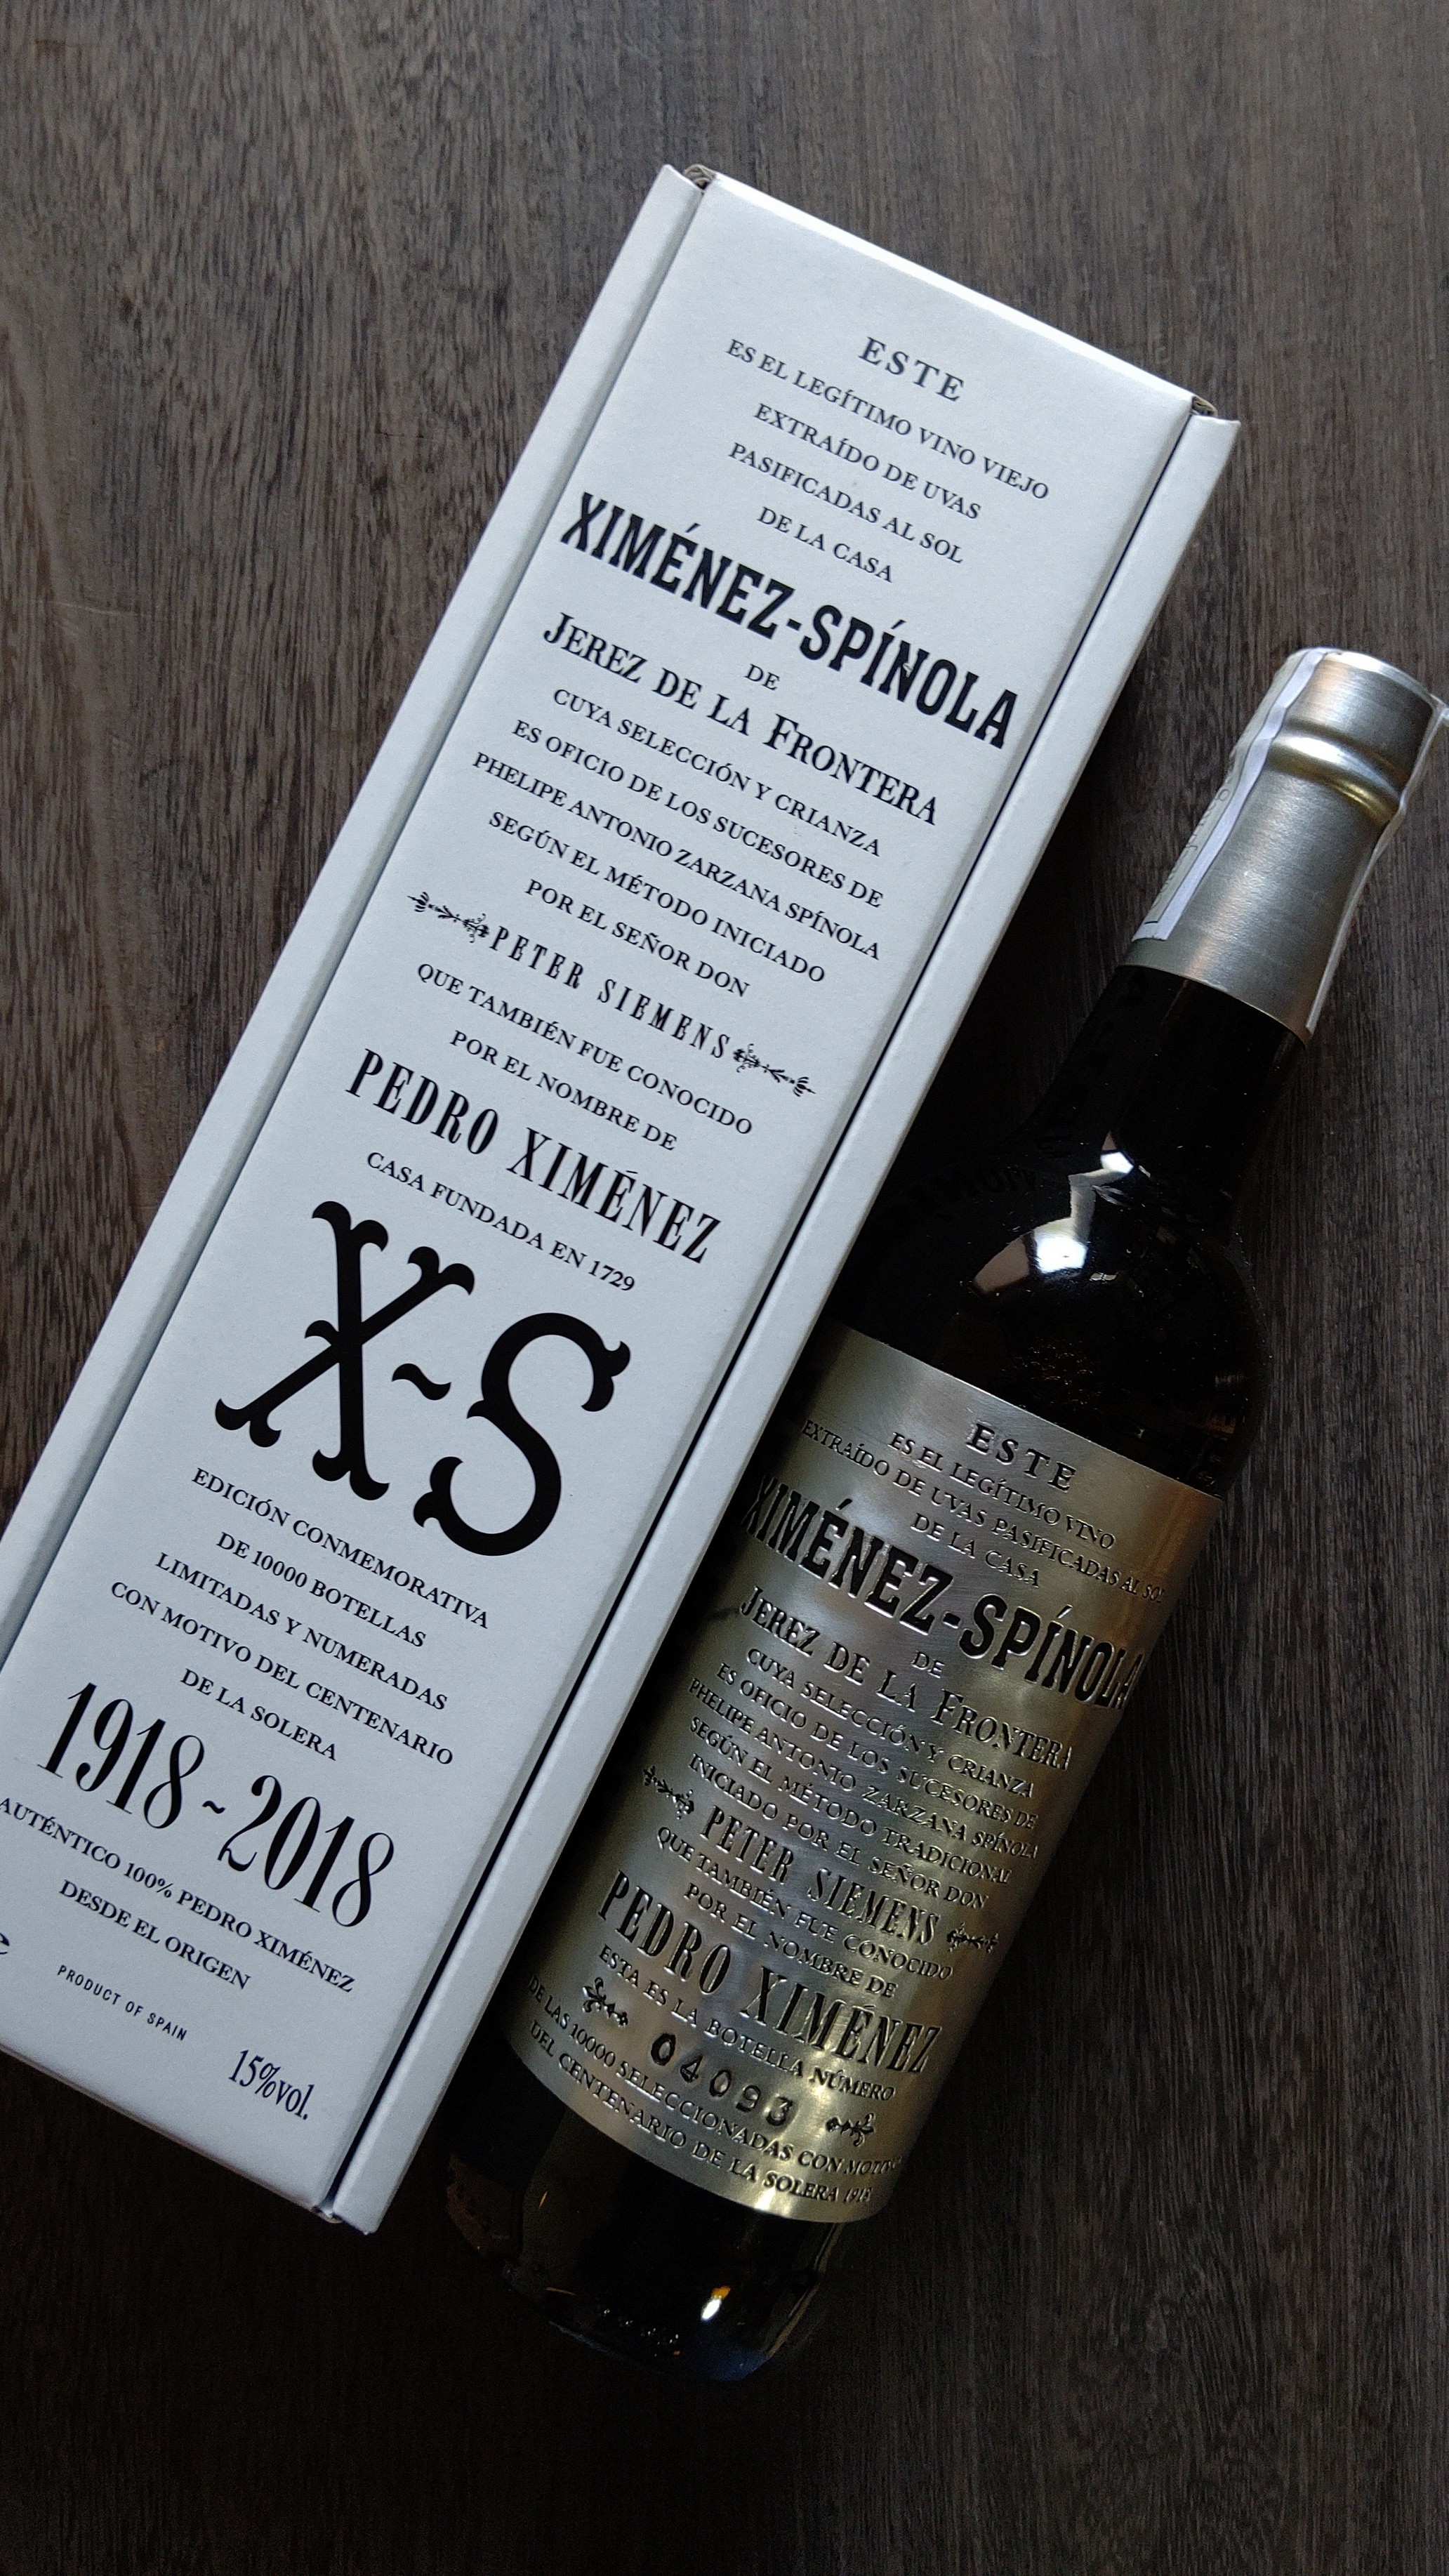 ESTE
ES EL LEGÍTIMO VINO VIEJO
EXTRAÍDO DE UVAS
PASIFICADAS AL SOL
DE LA CASA
XIMÉNEZ-SPÍNOLA
DE
JEREZ DE LA FRONTERA
CUYA SELECCIÓN Y CRIANZA
ES OFICIO DE LOS SUCESORES DE
PHELIPE ANTONIO ZARZANA SPÍNOLA
SEGÚN EL MÉTODO INICIADO
POR EL SEÑOR DON
PETER SIEMENS
QUE TAMBIÉN FUE CONOCIDO
POR EL NOMBRE DE
PEDRO XIMÉNEZ
CASA FUNDADA EN 1729
X~S
EDICIÓN CONMEMORATIVA
DE 10000 BOTELLAS
LIMITADAS Y NUMERADAS
CON MOTIVO DEL CENTENARIO
DE LA SOLERA
1918~2018
AUTÉNTICO 100% PEDRO XIMÉNEZ
DESDE EL ORIGEN
PRODUCT OF SPAIN
15%vol.
ESTE
ES EL LEGÍTIMO VINO
EXTRAÍDO DE UVAS PASIFICADAS AL SOL
DE LA CASA
XIMÉNEZ-SPÍNOLA
DE
JEREZ DE LA FRONTERA
CUYA SELECCIÓN Y CRIANZA
ES OFICIO DE LOS SUCESORES DE
PHELIPE ANTONIO ZARZANA SPÍNOLA
SEGÚN EL MÉTODO TRADICIONAL
INICIADO POR EL SEÑOR DON
PETER SIEMENS
QUE TAMBIÉN FUE CONOCIDO
POR EL NOMBRE DE
PEDRO XIMÉNEZ
ESTA ES LA BOTELLA NÚMERO
04093
DE LAS 10000 SELECCIONADAS CON MOTIVO
DEL CENTENARIO DE LA SOLERA 1918